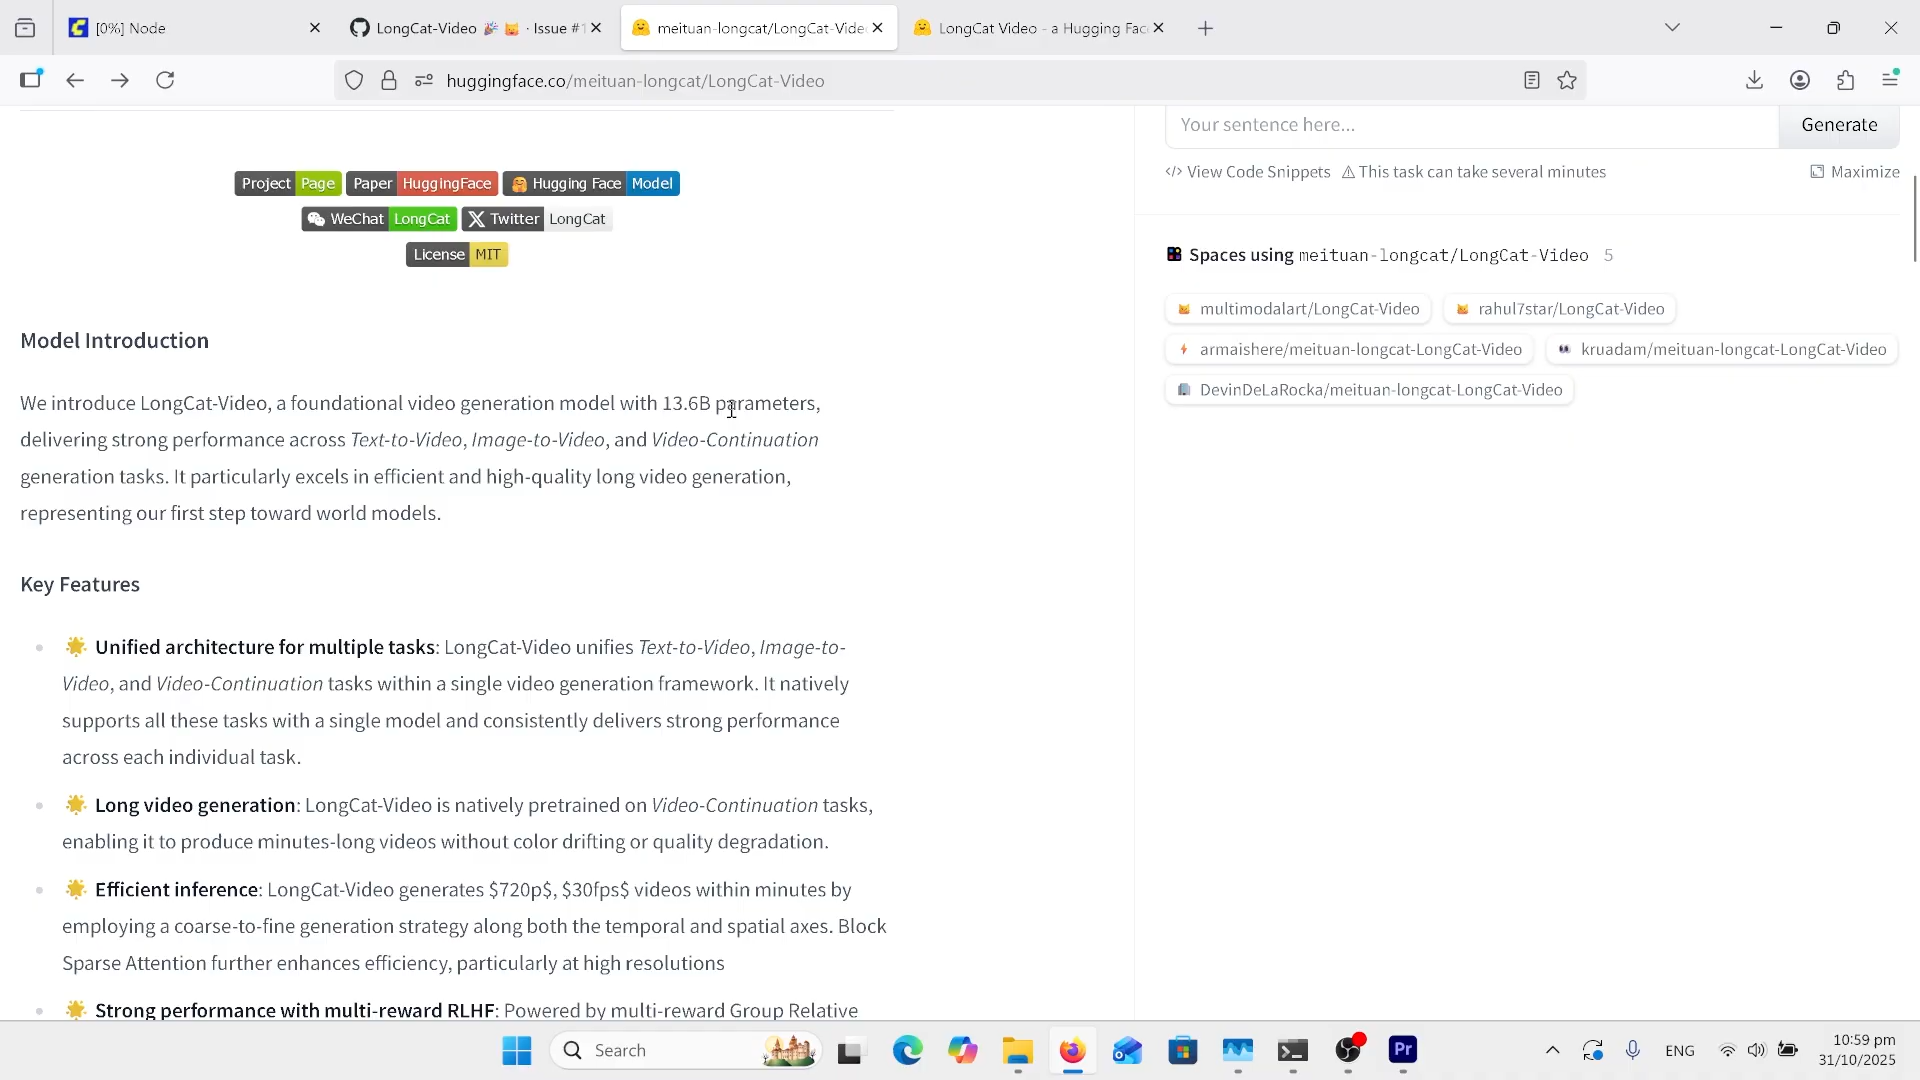 [0%] Node
LongCat-Video 🎉 😺 · Issue #1
meituan-longcat/LongCat-Vide
LongCat Video - a Hugging Fac
huggingface.co/meituan-longcat/LongCat-Video
Your sentence here...
Generate
View Code Snippets
This task can take several minutes
Maximize
Project Page
Paper HuggingFace
Hugging Face Model
WeChat LongCat
Twitter LongCat
License MIT
Spaces using meituan-longcat/LongCat-Video 5
multimodalart/LongCat-Video
rahul7star/LongCat-Video
armaishere/meituan-longcat-LongCat-Video
kruadam/meituan-longcat-LongCat-Video
DevinDeLaRocka/meituan-longcat-LongCat-Video
Model Introduction
We introduce LongCat-Video, a foundational video generation model with 13.6B parameters,
delivering strong performance across Text-to-Video, Image-to-Video, and Video-Continuation
generation tasks. It particularly excels in efficient and high-quality long video generation,
representing our first step toward world models.
Key Features
🌟 Unified architecture for multiple tasks: LongCat-Video unifies Text-to-Video, Image-to-
Video, and Video-Continuation tasks within a single video generation framework. It natively
supports all these tasks with a single model and consistently delivers strong performance
across each individual task.
🌟 Long video generation: LongCat-Video is natively pretrained on Video-Continuation tasks,
enabling it to produce minutes-long videos without color drifting or quality degradation.
🌟 Efficient inference: LongCat-Video generates $720p$, $30fps$ videos within minutes by
employing a coarse-to-fine generation strategy along both the temporal and spatial axes. Block
Sparse Attention further enhances efficiency, particularly at high resolutions
🌟 Strong performance with multi-reward RLHF: Powered by multi-reward Group Relative
Search
Pr
ENG
10:59 pm
31/10/2025